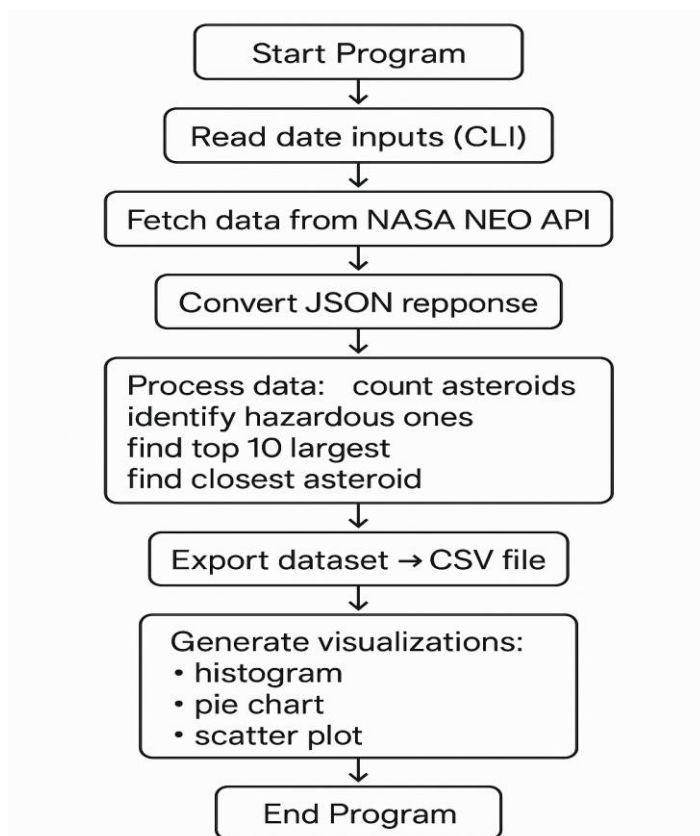 Start Program
Read date inputs (CLI)
Fetch data from NASA NEO API
Convert JSON repponse
Process data: count asteroids
identify hazardous ones
find top 10 largest
find closest asteroid
Export dataset → CSV file
Generate visualizations:
• histogram
• pie chart
• scatter plot
End Program